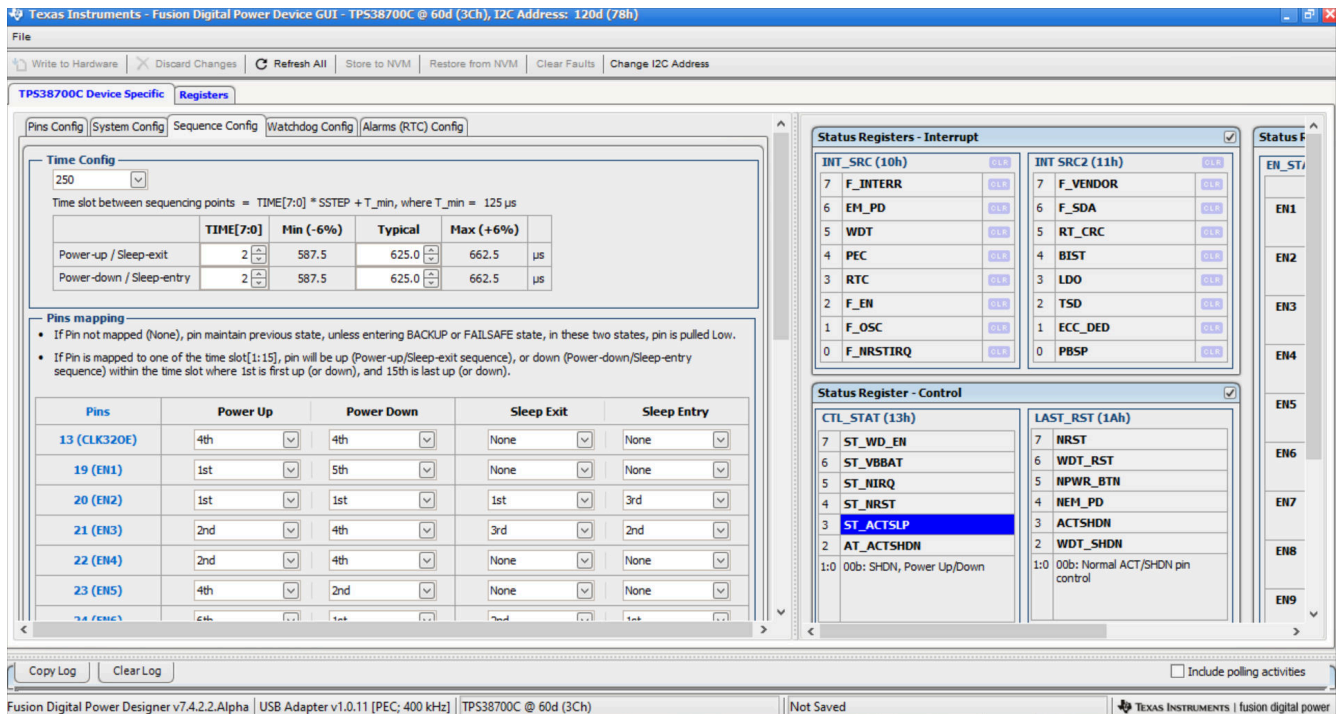 Texas Instruments - Fusion Digital Power Device GUI - TPS38700C @ 60d (3Ch), I2C Address: 120d (78h)
File
Write to Hardware Discard Changes Refresh All Store to NVM Restore from NVM Clear Faults Change I2C Address
TPS38700C Device Specific Registers
Pins Config System Config Sequence Config Watchdog Config Alarms (RTC) Config
Time Config
250
Time slot between sequencing points = TIME[7:0] * SSTEP + T_min, where T_min = 125 µs
TIME[7:0] Min (-6%) Typical Max (+6%)
Power-up / Sleep-exit 2 587.5 625.0 662.5 µs
Power-down / Sleep-entry 2 587.5 625.0 662.5 µs
Pins mapping
• If Pin not mapped (None), pin maintain previous state, unless entering BACKUP or FAILSAFE state, in these two states, pin is pulled Low.
• If Pin is mapped to one of the time slot[1:15], pin will be up (Power-up/Sleep-exit sequence), or down (Power-down/Sleep-entry
sequence) within the time slot where 1st is first up (or down), and 15th is last up (or down).
Pins Power Up Power Down Sleep Exit Sleep Entry
13 (CLK32OE) 4th 4th None None
19 (EN1) 1st 5th None None
20 (EN2) 1st 1st 1st 3rd
21 (EN3) 2nd 4th 3rd 2nd
22 (EN4) 2nd 4th None None
23 (EN5) 4th 2nd None None
24 (EN6) 1st 2nd 1st
Status Registers - Interrupt
INT_SRC (10h) CLR
7 F_INTERR CLR
6 EM_PD CLR
5 WDT CLR
4 PEC CLR
3 RTC CLR
2 F_EN CLR
1 F_OSC CLR
0 F_NRSTIRQ CLR
INT SRC2 (11h) CLR
7 F_VENDOR CLR
6 F_SDA CLR
5 RT_CRC CLR
4 BIST CLR
3 LDO CLR
2 TSD CLR
1 ECC_DED CLR
0 PBSP CLR
Status Register - Control
CTL_STAT (13h)
7 ST_WD_EN
6 ST_VBBAT
5 ST_NIRQ
4 ST_NRST
3 ST_ACTSLP
2 AT_ACTSHDN
1:0 00b: SHDN, Power Up/Down
LAST_RST (1Ah)
7 NRST
6 WDT_RST
5 NPWR_BTN
4 NEM_PD
3 ACTSHDN
2 WDT_SHDN
1:0 00b: Normal ACT/SHDN pin
control
Status
EN_ST
EN1
EN2
EN3
EN4
EN5
EN6
EN7
EN8
EN9
Copy Log Clear Log Include polling activities
Fusion Digital Power Designer v7.4.2.2.Alpha USB Adapter v1.0.11 [PEC; 400 kHz] TPS38700C @ 60d (3Ch) Not Saved TEXAS INSTRUMENTS | fusion digital power